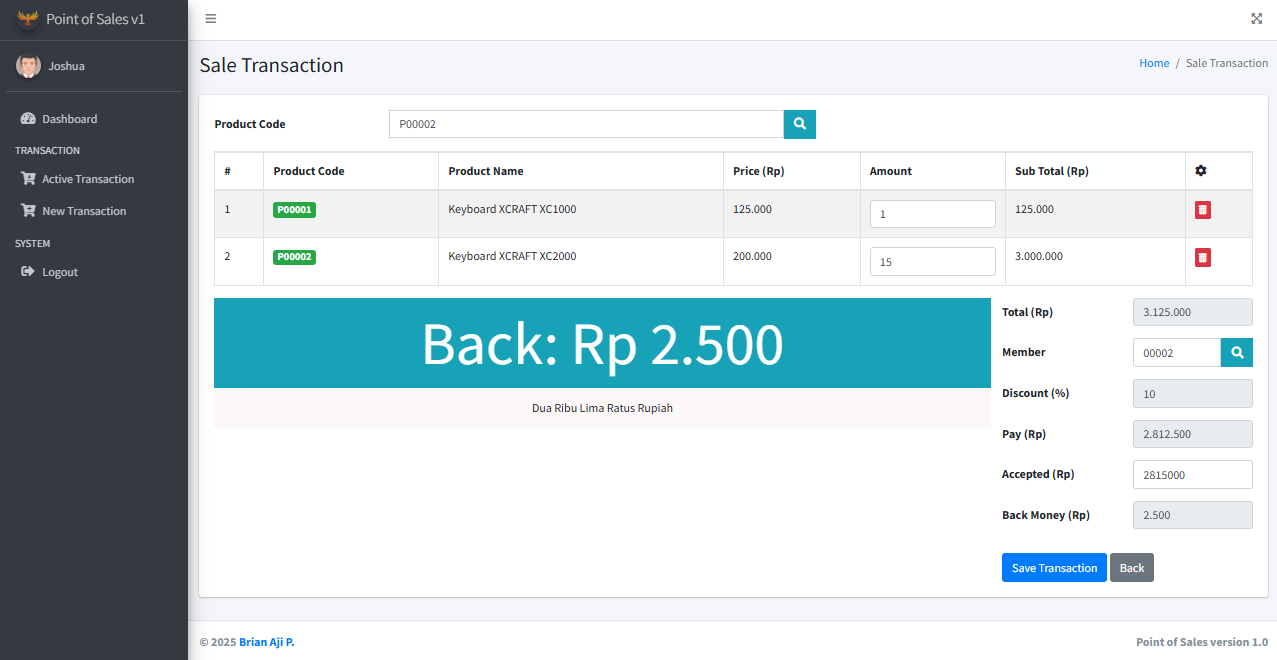 Point of Sales v1
Joshua
Dashboard
TRANSACTION
Active Transaction
New Transaction
SYSTEM
Logout
Sale Transaction
Home / Sale Transaction
Product Code P00002
# Product Code Product Name Price (Rp) Amount Sub Total (Rp)
1 P00001 Keyboard XCRAFT XC1000 125.000 1 125.000
2 P00002 Keyboard XCRAFT XC2000 200.000 15 3.000.000
Back: Rp 2.500
Dua Ribu Lima Ratus Rupiah
Total (Rp) 3.125.000
Member 00002
Discount (%) 10
Pay (Rp) 2.812.500
Accepted (Rp) 2815000
Back Money (Rp) 2.500
Save Transaction Back
© 2025 Brian Aji P. Point of Sales version 1.0